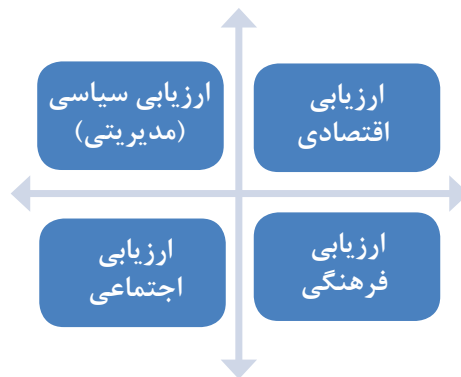 ارزیابی
اقتصادی
ارزیابی سیاسی
(مدیریتی)
ارزیابی
فرهنگی
ارزیابی
اجتماعی